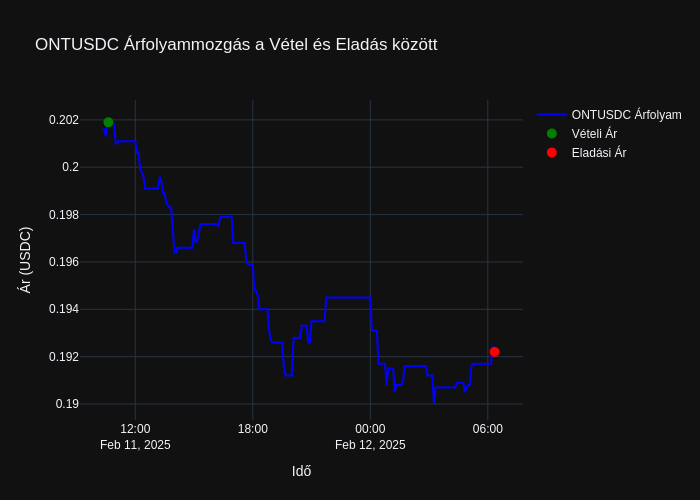 ONTUSDC Árfolyammozgás a Vétel és Eladás között
ONTUSDC Árfolyam
Vételi Ár
Eladási Ár
Ár (USDC)
0.202
0.2
0.198
0.196
0.194
0.192
0.19
12:00
Feb 11, 2025
18:00
00:00
Feb 12, 2025
06:00
Idő